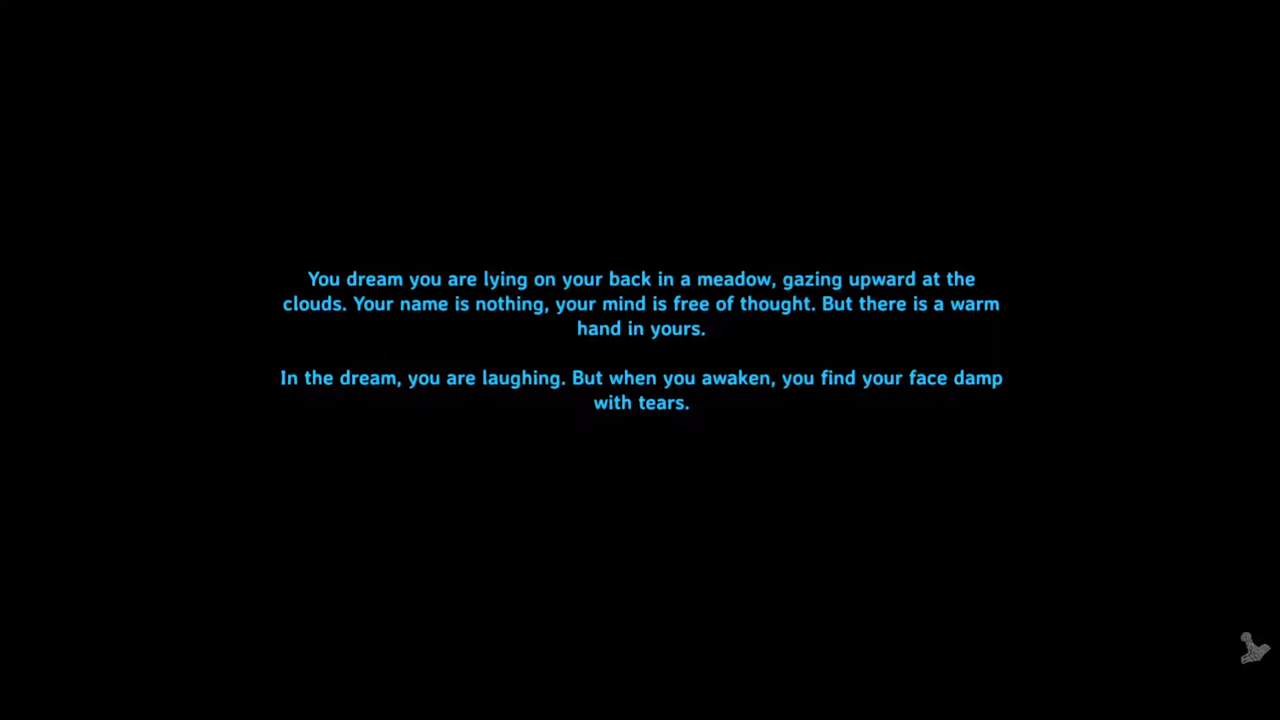 You dream you are lying on your back in a meadow, gazing upward at the
clouds. Your name is nothing, your mind is free of thought. But there is a warm
hand in yours.
In the dream, you are laughing. But when you awaken, you find your face damp
with tears.